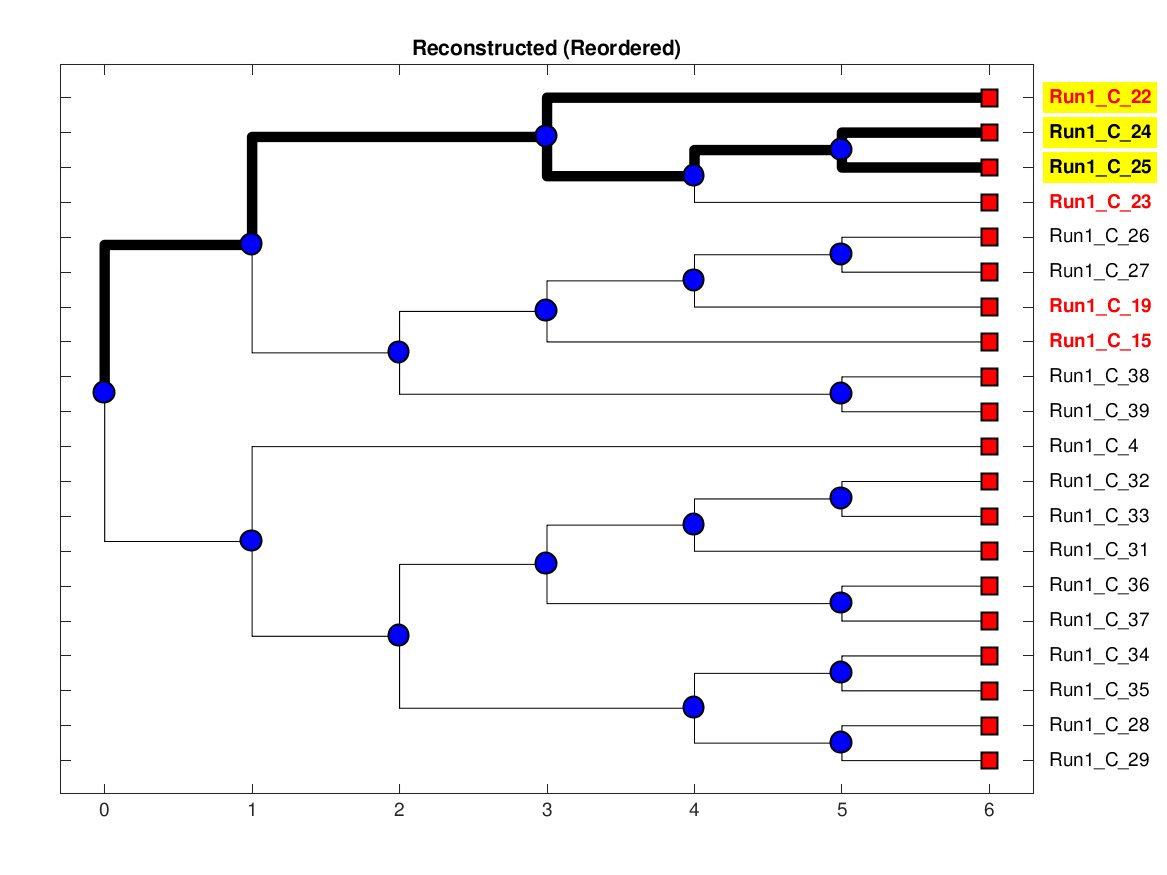 Reconstructed (Reordered)
Run1_C_22
Run1_C_24
Run1_C_25
Run1_C_23
Run1_C_26
Run1_C_27
Run1_C_19
Run1_C_15
Run1_C_38
Run1_C_39
Run1_C_4
Run1_C_32
Run1_C_33
Run1_C_31
Run1_C_36
Run1_C_37
Run1_C_34
Run1_C_35
Run1_C_28
Run1_C_29
0 1 2 3 4 5 6